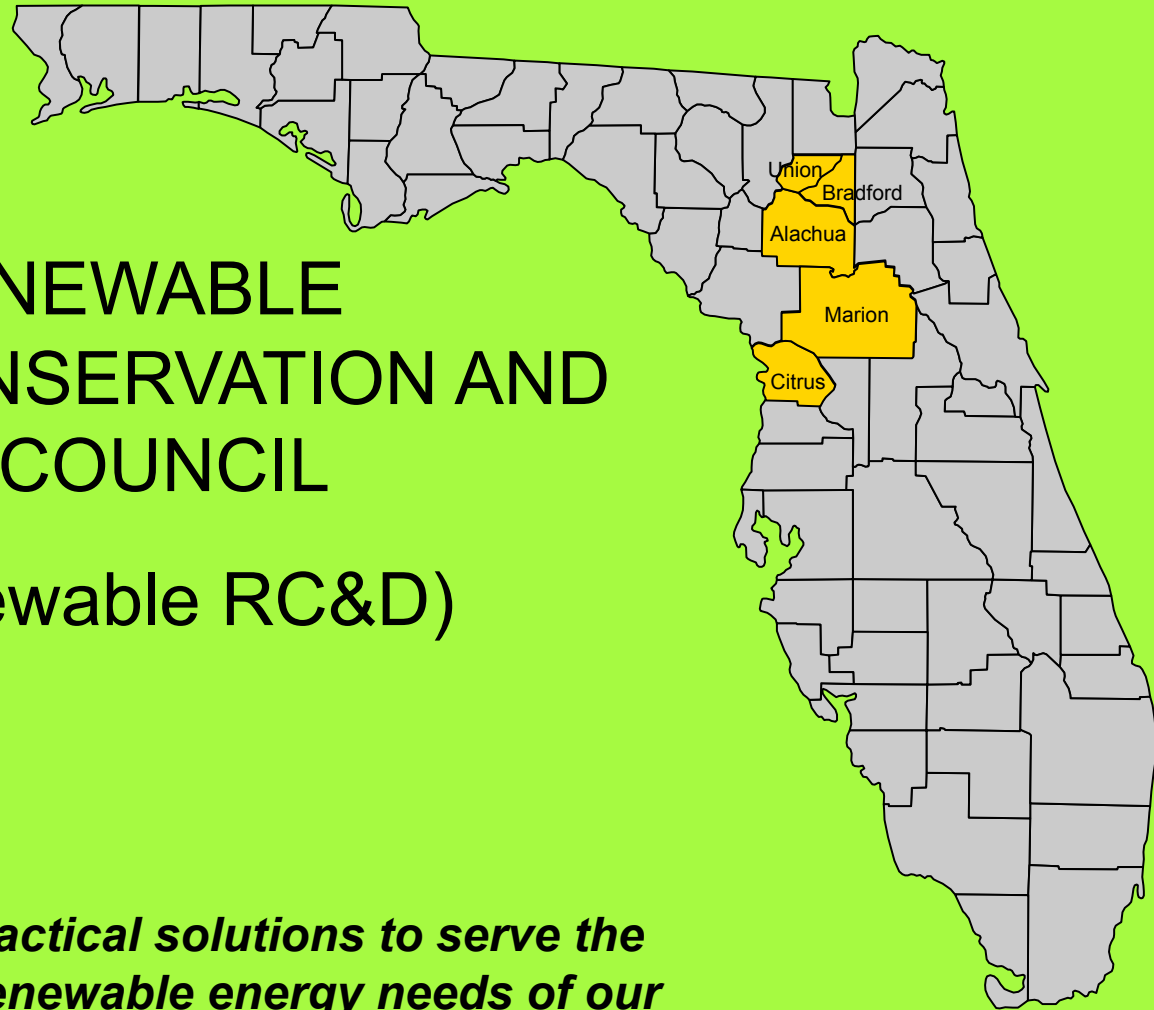 NEWABLE
NSERVATION AND
COUNCIL
ewable RC&D)
actical solutions to serve the
enewable energy needs of our
Union
Bradford
Alachua
Marion
Citrus